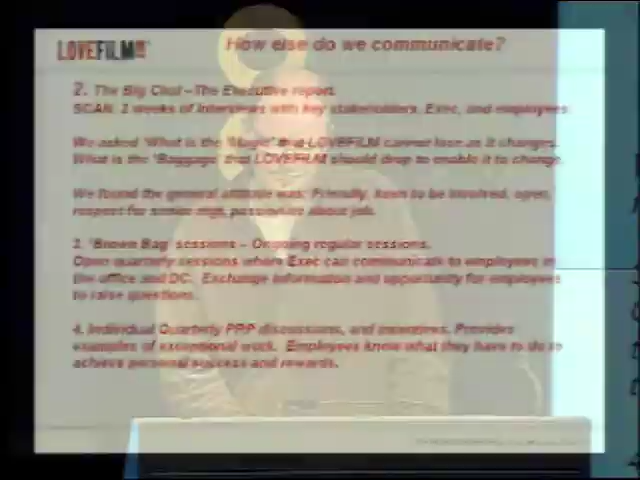 LOVEFiLM
How else do we communicate?
2. The Big Chat –The Executive report.
SCAN: 2 weeks of interviews with key stakeholders, Exec, and employees
We asked 'What is the 'Magic' that LOVEFILM cannot lose as it changes.
What is the 'Baggage' that LOVEFILM should drop to enable it to change.
We found the general attitude was: Friendly, keen to be involved, open,
respect for senior mgt, passionate about job.
3. 'Brown Bag' sessions – Ongoing regular sessions.
Open quarterly sessions where Exec can communicate to employees in
the office and DC. Exchange information and opportunity for employees
to raise questions.
4. Individual Quarterly PPP discussions, and incentives. Provides
examples of exceptional work. Employees know what they have to do to
achieve personal success and rewards.